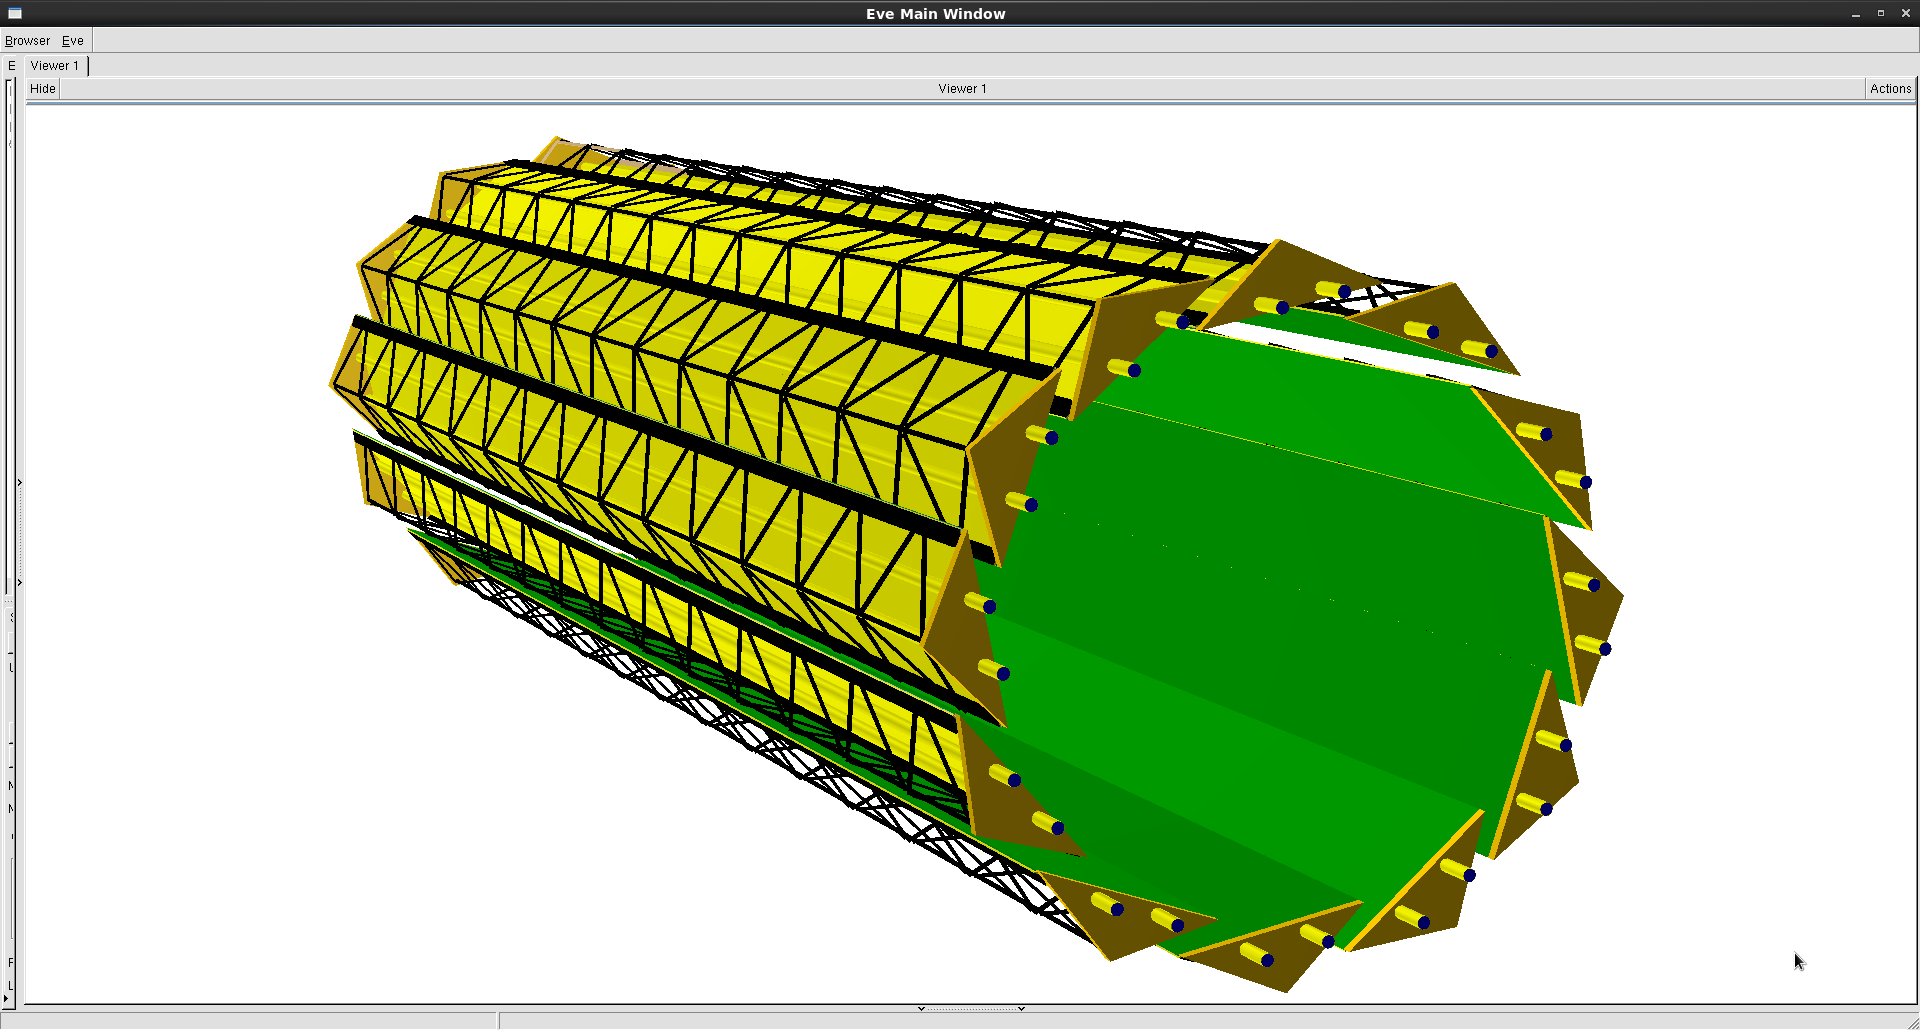 Eve Main Window
Browser Eve
E Viewer 1
Hide Viewer 1 Actions